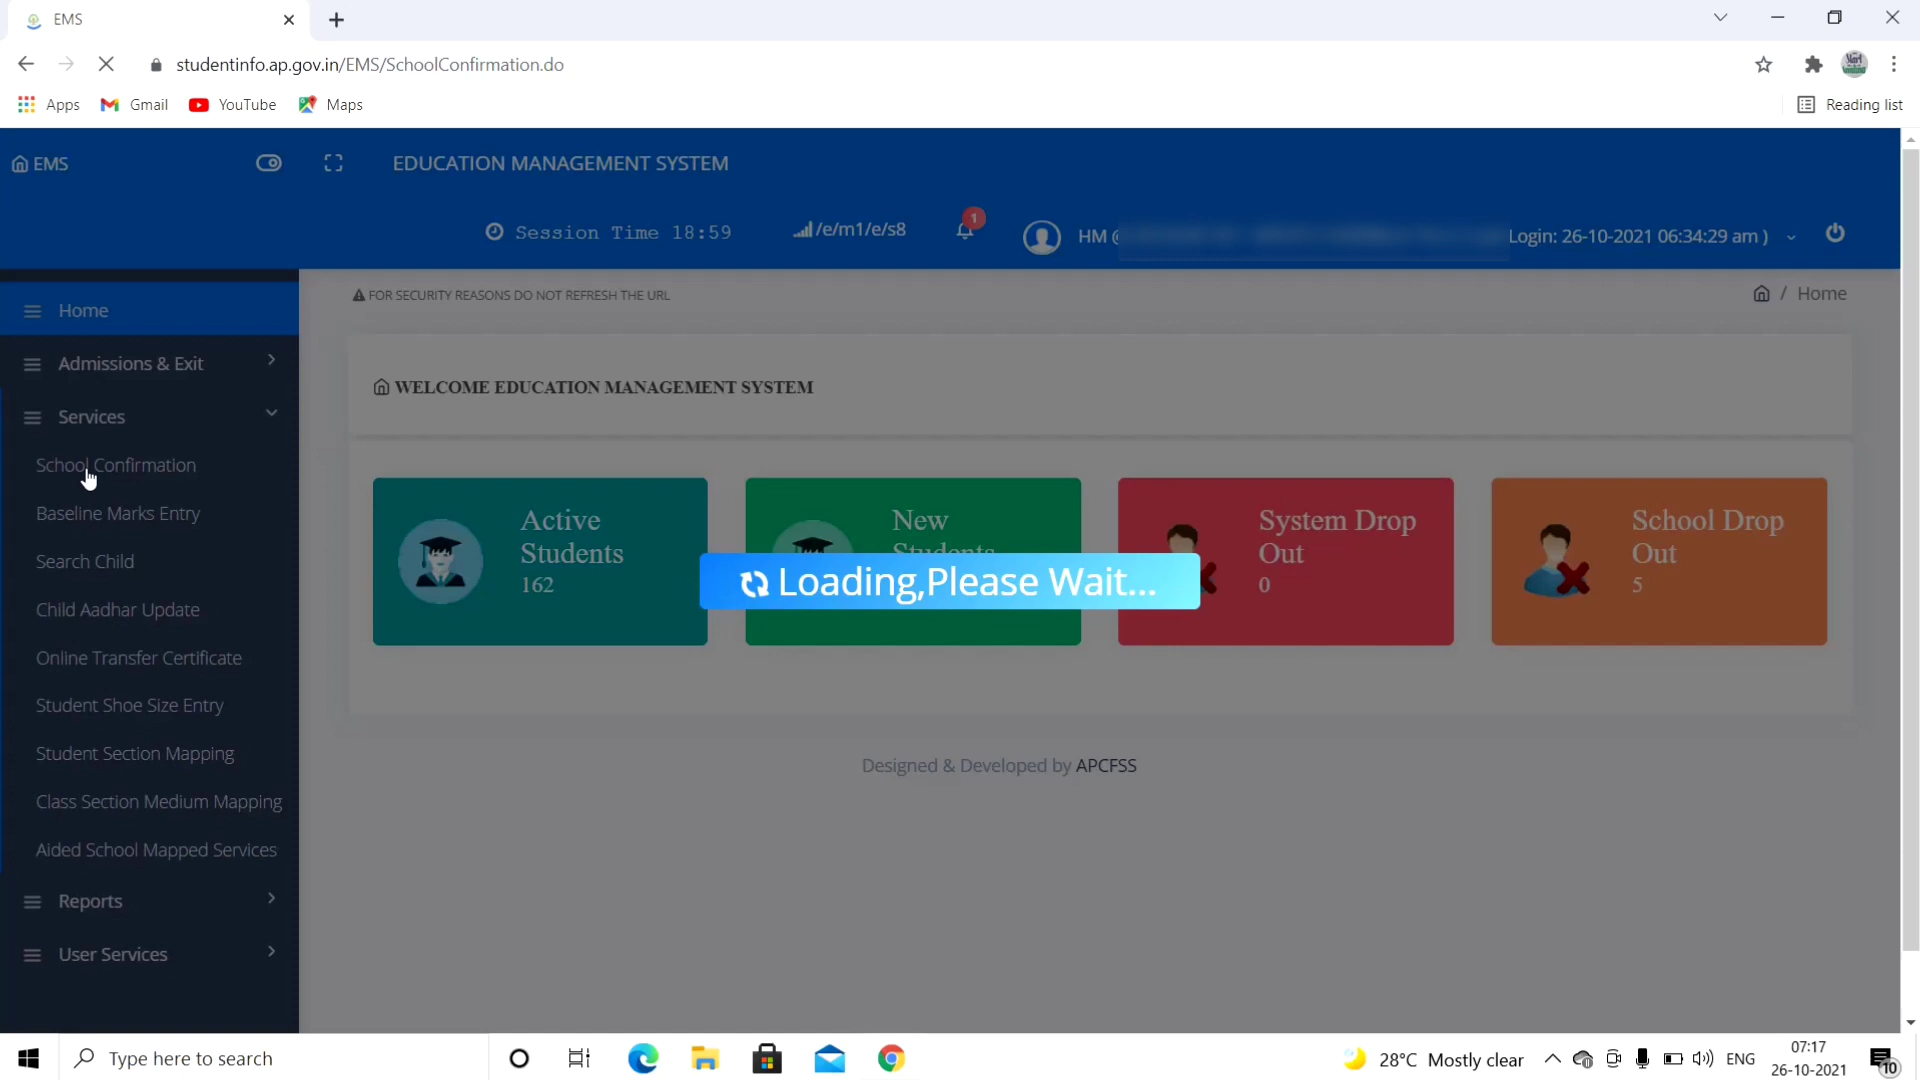 EMS
studentinfo.ap.gov.in/EMS/SchoolConfirmation.do
Apps Gmail YouTube Maps Reading list
EMS EDUCATION MANAGEMENT SYSTEM
Session Time 18:59 /e/m1/e/s8 1 HM @ Login: 26-10-2021 06:34:29 am )
FOR SECURITY REASONS DO NOT REFRESH THE URL
/ Home
Home
Admissions & Exit
Services
School Confirmation
Baseline Marks Entry
Search Child
Child Aadhar Update
Online Transfer Certificate
Student Shoe Size Entry
Student Section Mapping
Class Section Medium Mapping
Aided School Mapped Services
Reports
User Services
WELCOME EDUCATION MANAGEMENT SYSTEM
Active
Students
162
New
Students
System Drop
Out
0
School Drop
Out
5
Loading,Please Wait...
Designed & Developed by APCFSS
Type here to search
28°C Mostly clear
ENG
07:17
26-10-2021
10